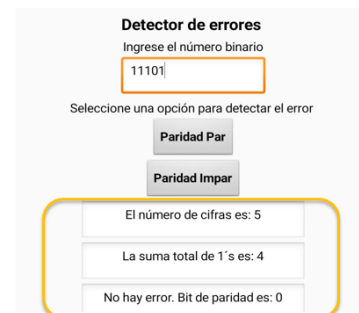 Detector de errores
Ingrese el número binario
11101
Seleccione una opción para detectar el error
Paridad Par
Paridad Impar
El número de cifras es: 5
La suma total de 1´s es: 4
No hay error. Bit de paridad es: 0